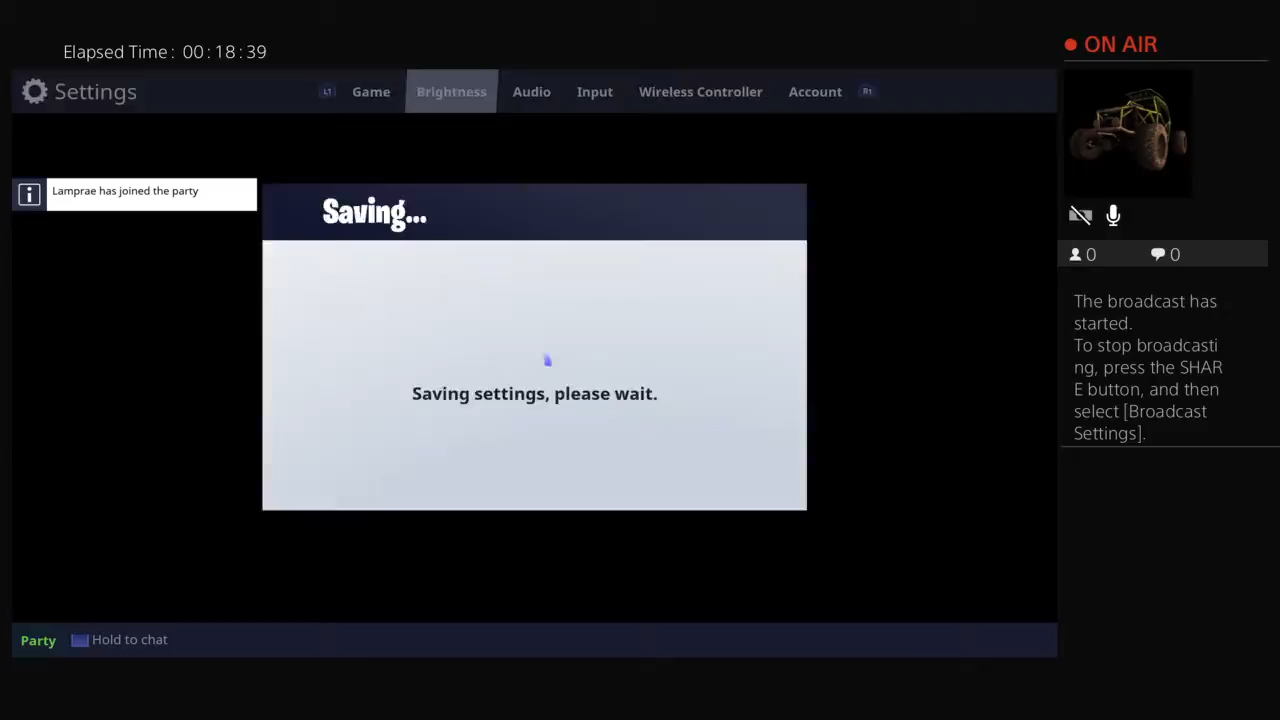 Elapsed Time: 00:18:39
ON AIR
Settings
L1 Game Brightness Audio Input Wireless Controller Account R1
Lamprae has joined the party
Saving...
0 0
The broadcast has
started.
To stop broadcasti
ng, press the SHAR
E button, and then
select [Broadcast
Settings].
Saving settings, please wait.
Party Hold to chat